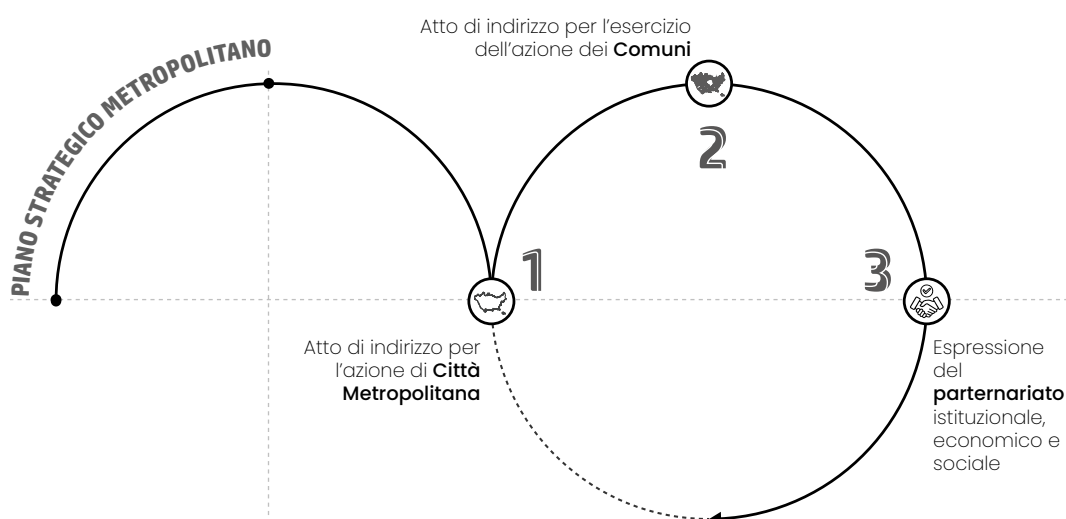 PIANO STRATEGICO METROPOLITANO
Atto di indirizzo per l'esercizio
dell'azione dei Comuni
2
1
3
Atto di indirizzo per
l'azione di Città
Metropolitana
Espressione
del
parternariato
istituzionale,
economico e
sociale